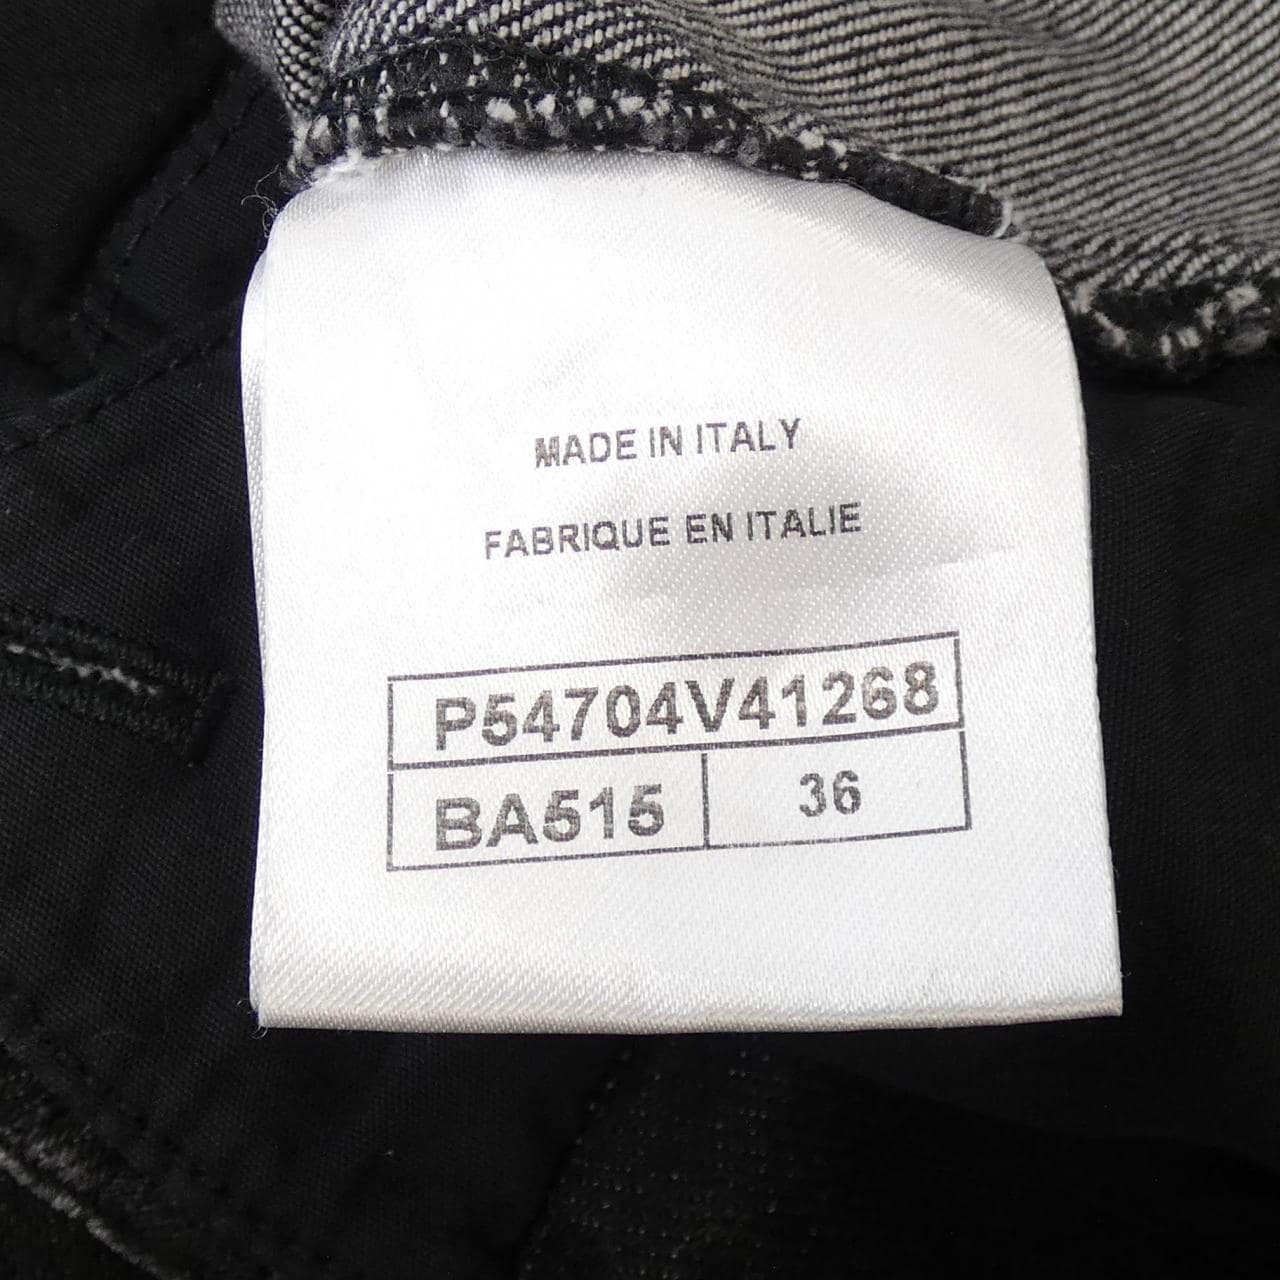 MADE IN ITALY
FABRIQUE EN ITALIE
P54704V41268
BA515 36